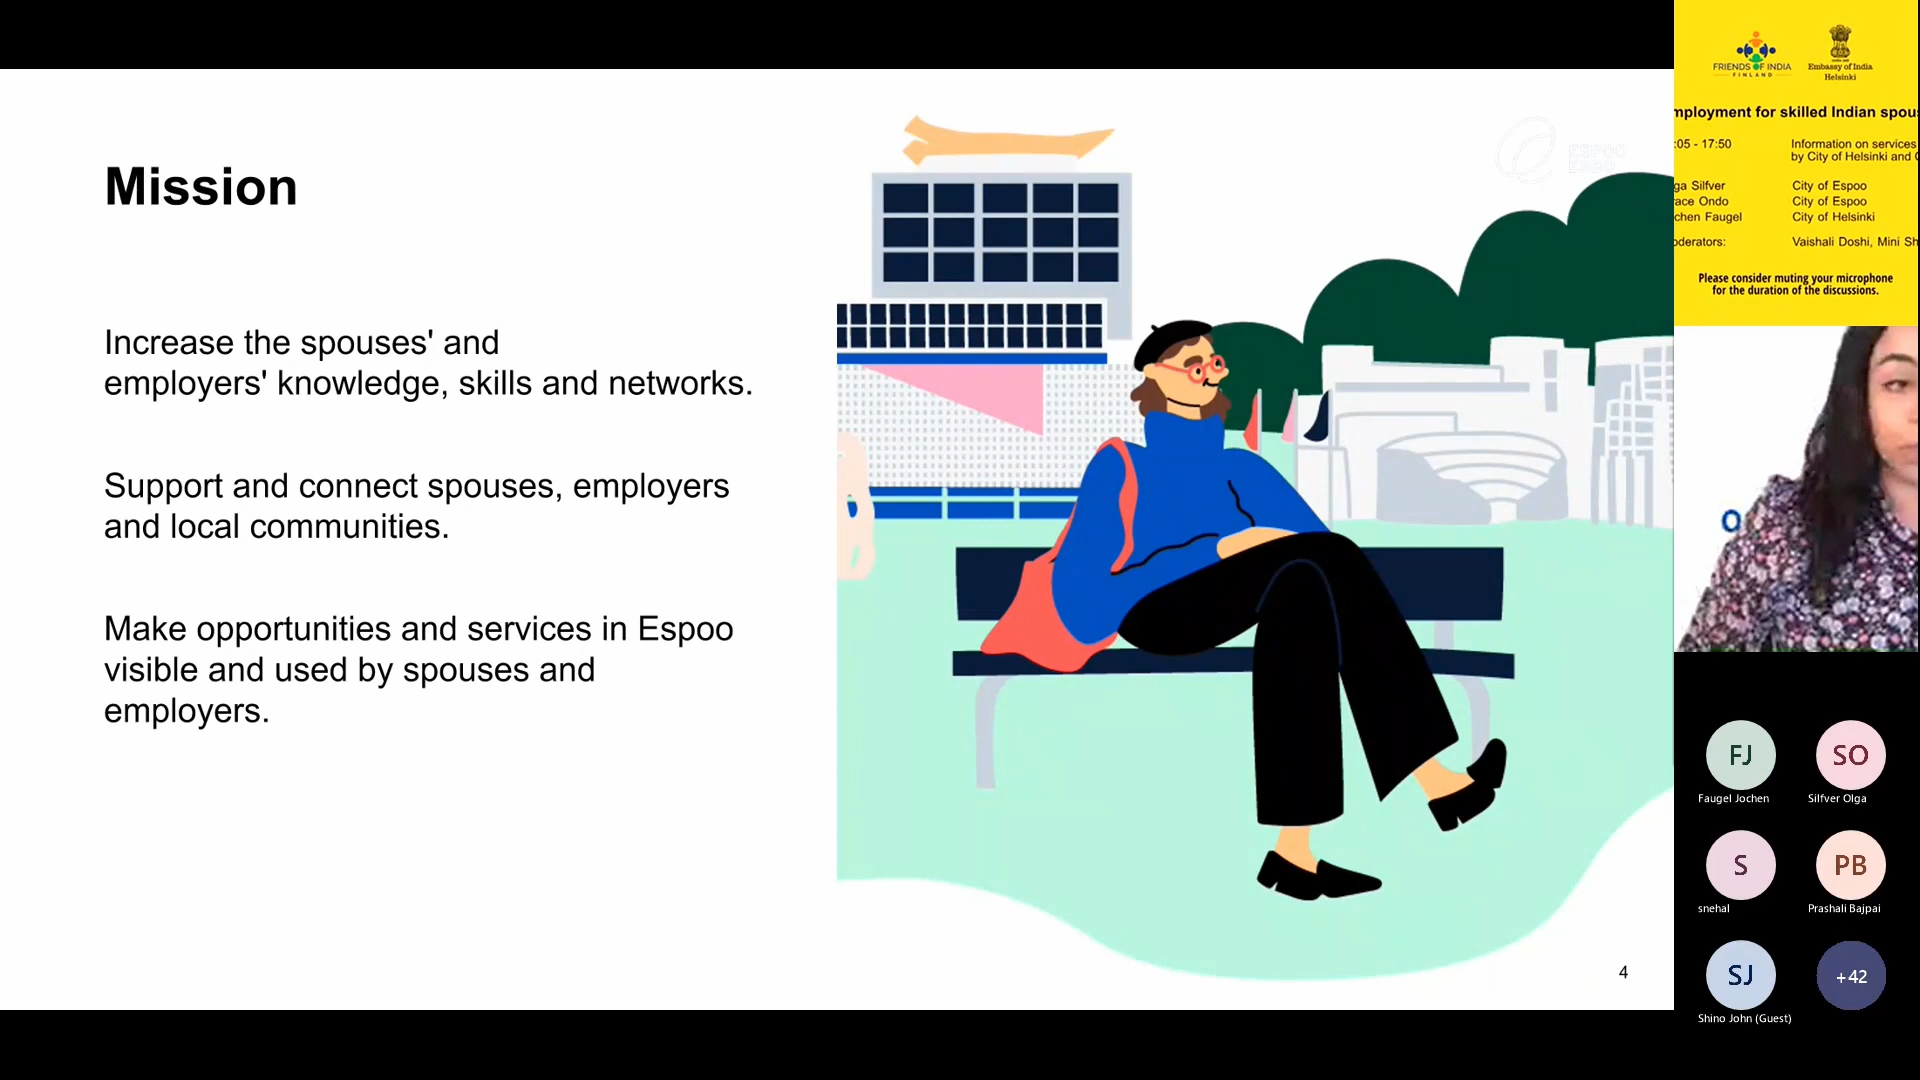 Mission
Increase the spouses' and
employers' knowledge, skills and networks.
Support and connect spouses, employers
and local communities.
Make opportunities and services in Espoo
visible and used by spouses and
employers.
4
ESPOO
ESBO
FRIENDS OF INDIA
FINLAND
Embassy of India
Helsinki
mployment for skilled Indian spou
:05 - 17:50
Information on services
by City of Helsinki and
ga Silfver City of Espoo
race Ondo City of Espoo
chen Faugel City of Helsinki
oderators: Vaishali Doshi, Mini Sh
Please consider muting your microphone
for the duration of the discussions.
O
FJ
Faugel Jochen
SO
Silfver Olga
S
snehal
PB
Prashali Bajpai
SJ
Shino John (Guest)
+42